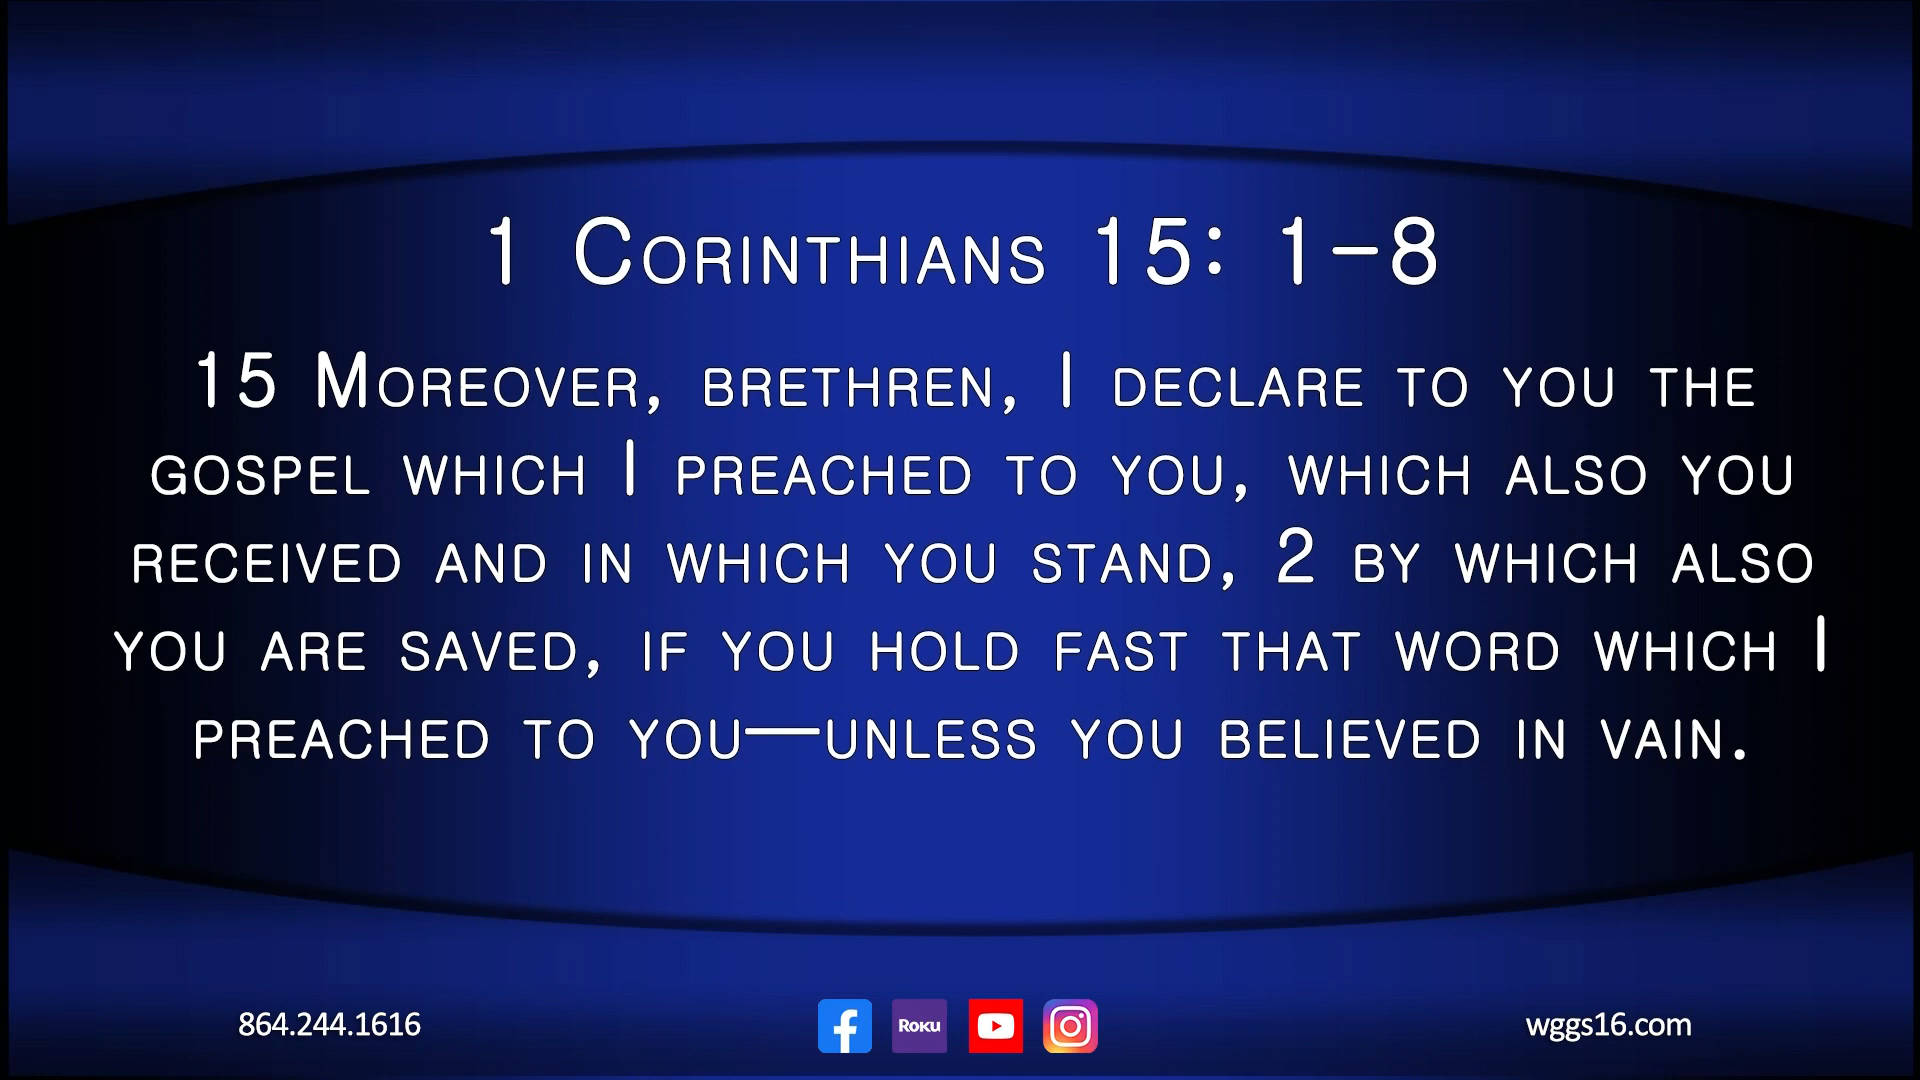 1 Corinthians 15: 1-8
15 Moreover, brethren, I declare to you the
gospel which I preached to you, which also you
received and in which you stand, 2 by which also
you are saved, if you hold fast that word which I
preached to you—unless you believed in vain.
864.244.1616
Roku
wggs16.com